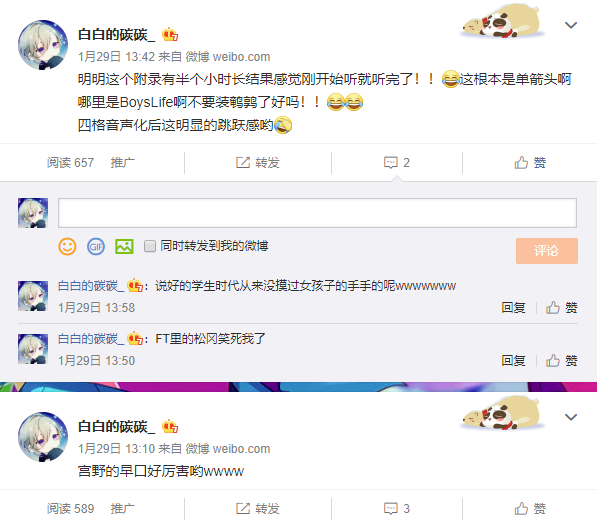 白白的碳碳_
1月29日 13:42 来自 微博 weibo.com
明明这个附录有半个小时长结果感觉刚开始听就听完了！！😂这根本是单箭头啊
哪里是BoysLife啊不要装鹌鹑了好吗！！😂😂
四格音声化后这明显的跳跃感哟
阅读 657 推广 转发 2 赞
GIF 同时转发到我的微博 评论
白白的碳碳_：说好的学生时代从来没摸过女孩子的手手的呢wwwwwww
1月29日 13:58 回复 赞
白白的碳碳_：FT里的松冈笑死我了
1月29日 13:50 回复 赞
白白的碳碳_
1月29日 13:10 来自 微博 weibo.com
宫野的早口好厉害哟wwww
阅读 589 推广 转发 3 赞